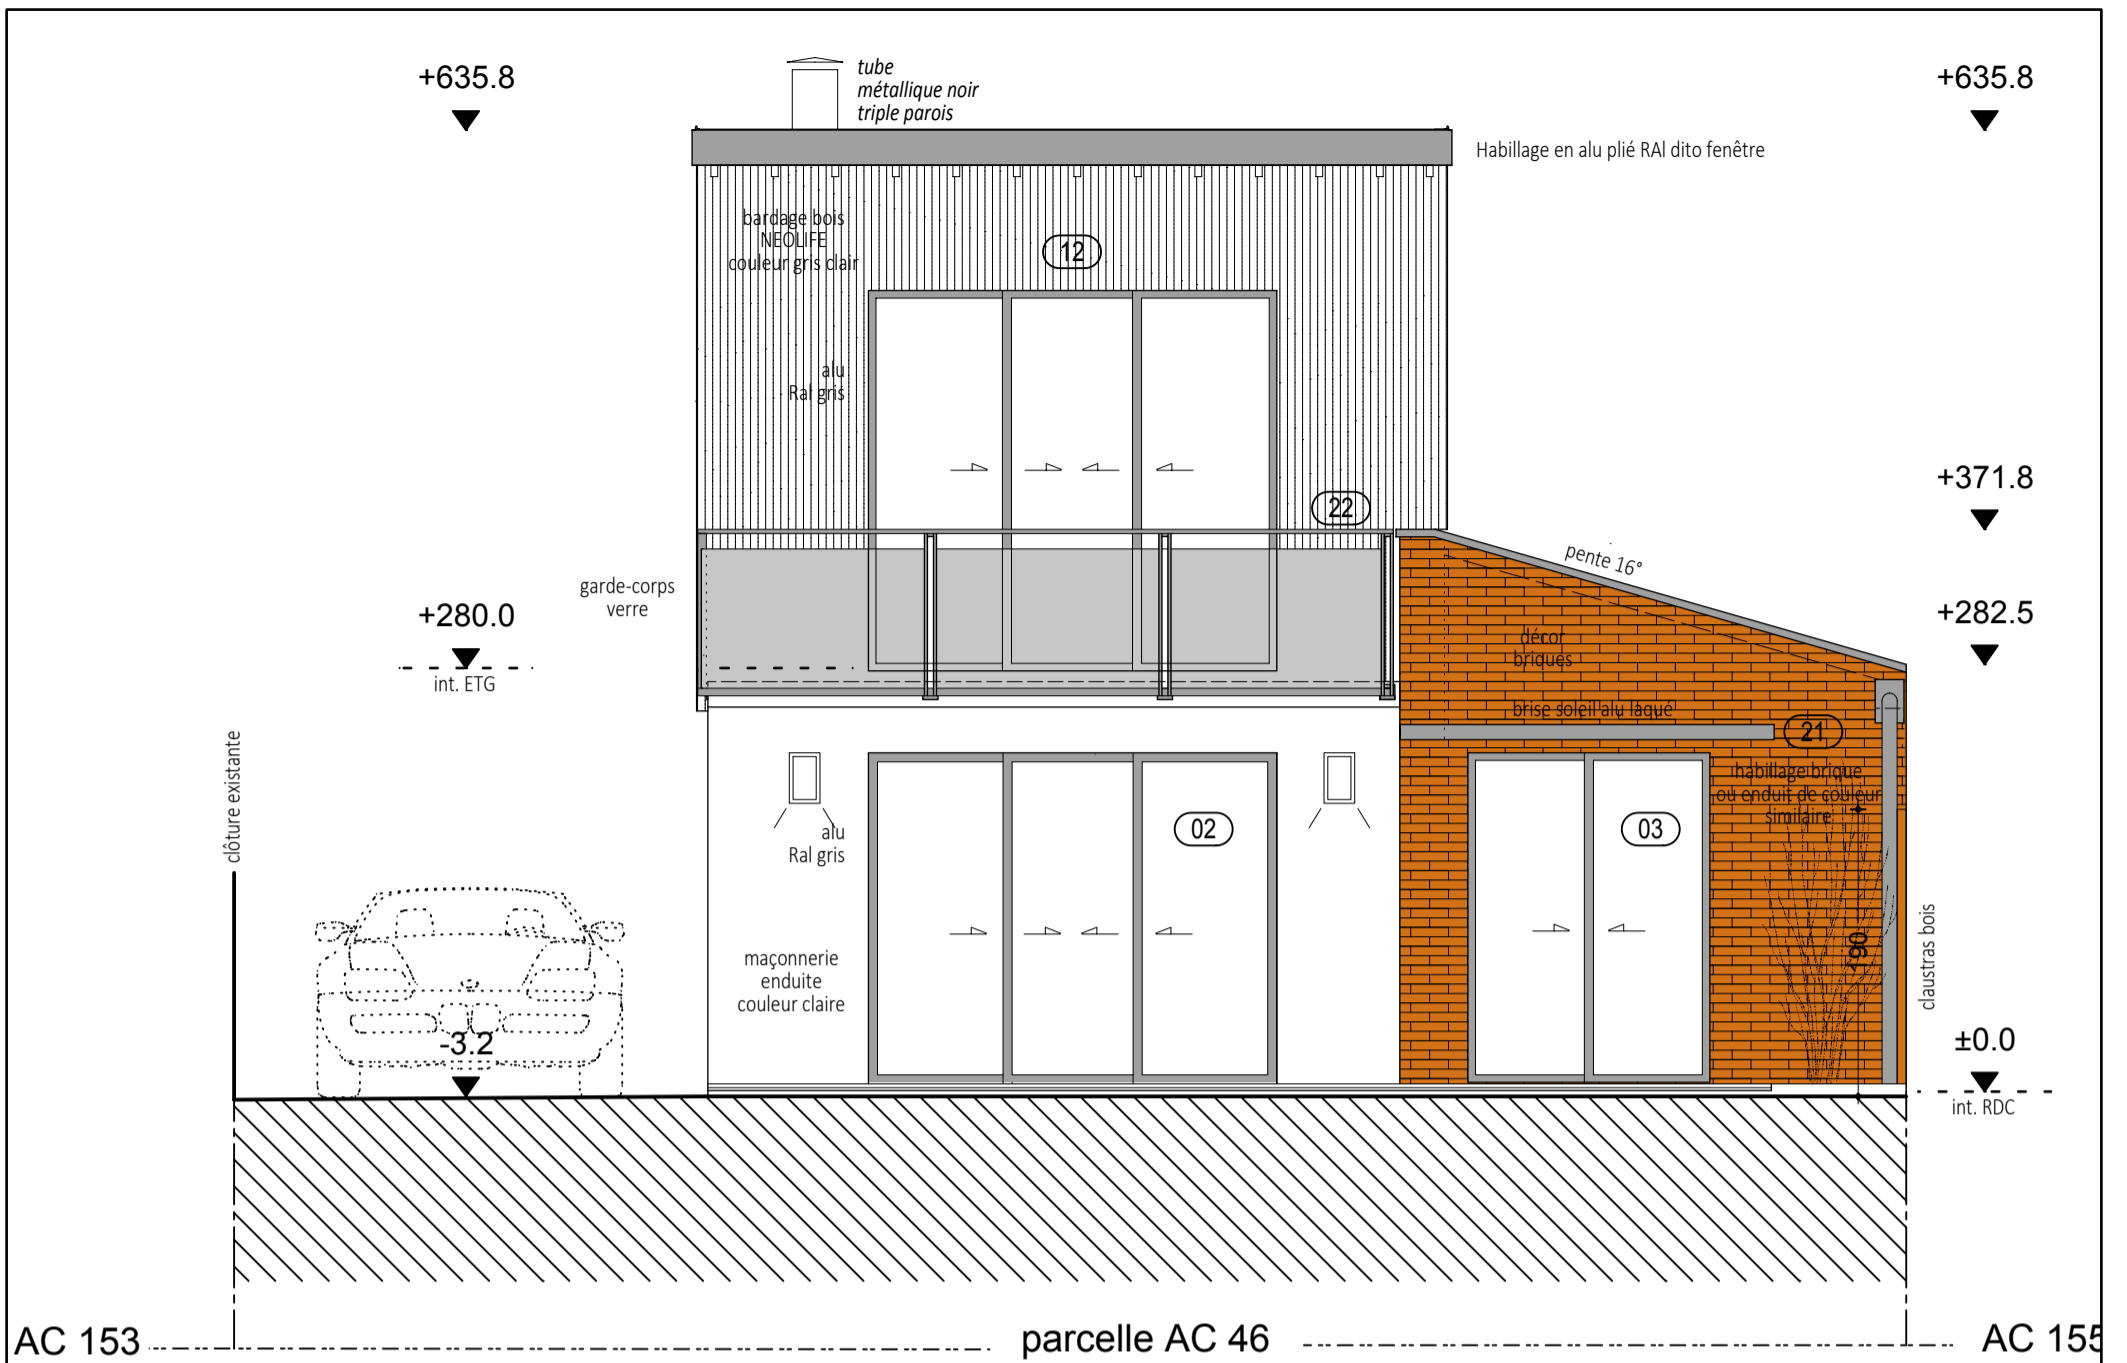 +635.8
tube
métallique noir
triple parois
+635.8
Habillage en alu plié RAl dito fenêtre
bardage bois
NEOLIFE
couleur gris clair
12
alu
Ral gris
22
+371.8
pente 16°
garde-corps
verre
+280.0
int. ETG
+282.5
décor
briques
brise soleil alu laqué
21
habillage brique
ou enduit de couleur
similaire
clôture existante
alu
Ral gris
02
03
190
claustras bois
maçonnerie
enduite
couleur claire
-3.2
±0.0
int. RDC
AC 153
parcelle AC 46
AC 155